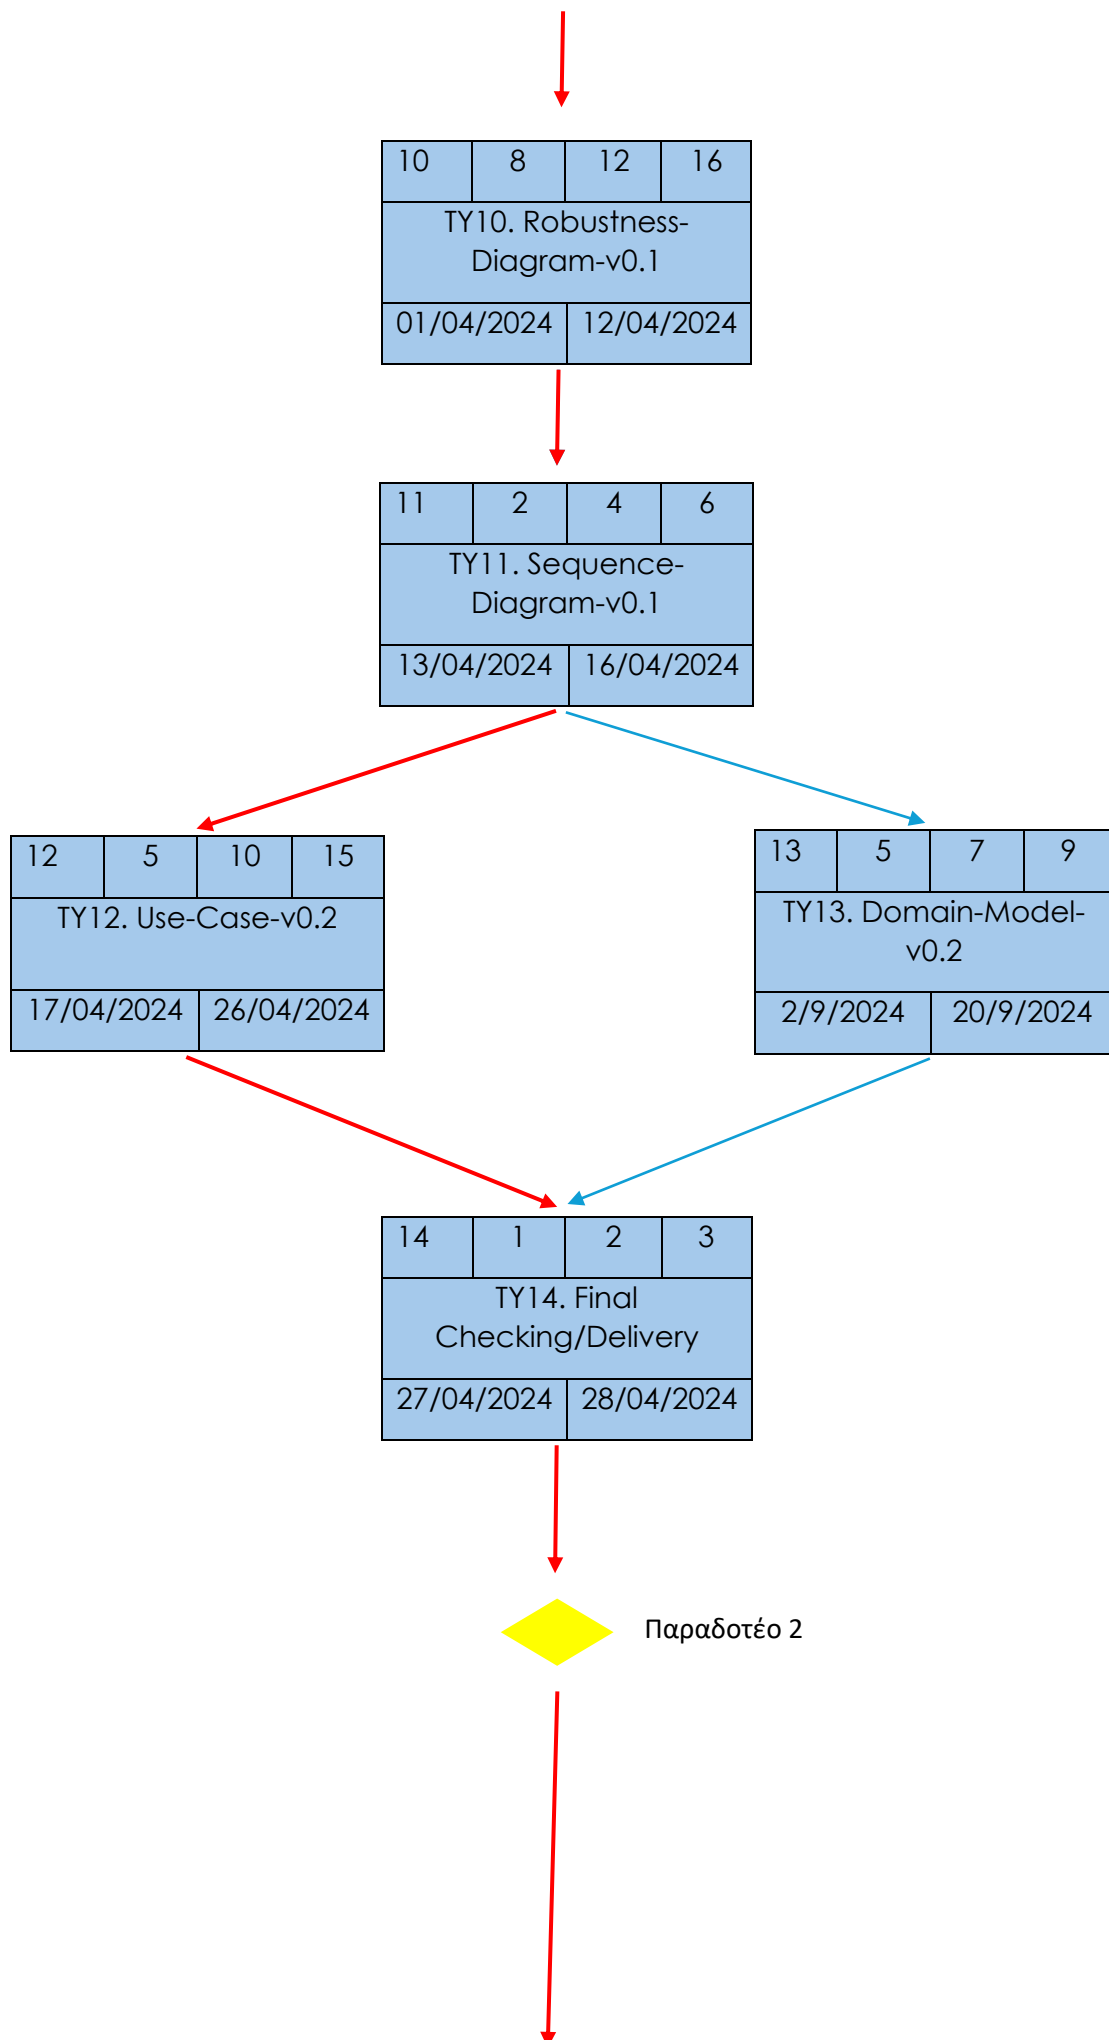 10 8 12 16
TY10. Robustness-
Diagram-v0.1
01/04/2024 12/04/2024
11 2 4 6
TY11. Sequence-
Diagram-v0.1
13/04/2024 16/04/2024
12 5 10 15
TY12. Use-Case-v0.2
17/04/2024 26/04/2024
13 5 7 9
TY13. Domain-Model-
v0.2
2/9/2024 20/9/2024
14 1 2 3
TY14. Final
Checking/Delivery
27/04/2024 28/04/2024
Παραδοτέο 2